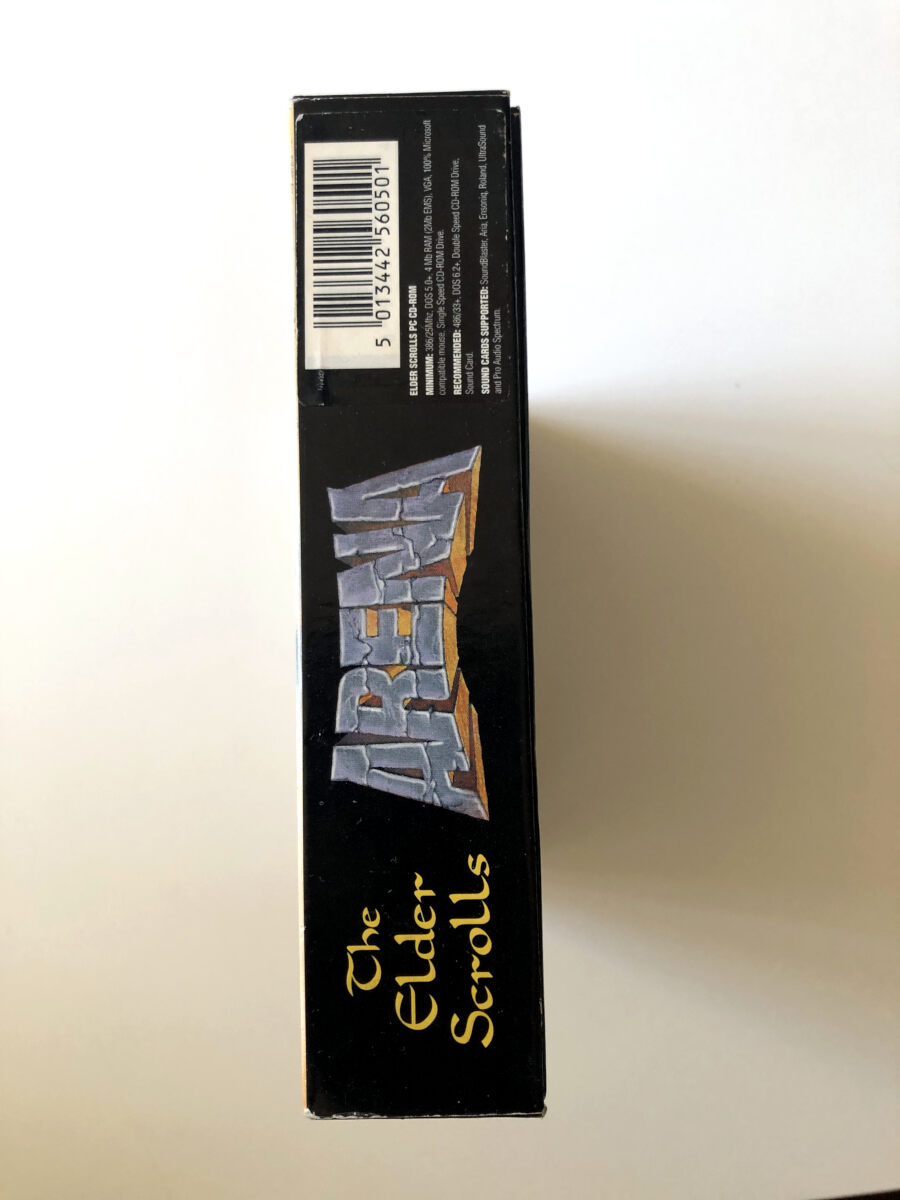 The
Elder
Scrolls
ARENA
5 013442 560501
ELDER SCROLLS PC CD-ROM
MINIMUM: 386/25Mhz, DOS 5.0+, 4 Mb RAM (2Mb EMS), VGA, 100% Microsoft
compatible mouse, Single Speed CD-ROM Drive.
RECOMMENDED: 486/33+, DOS 6.2+, Double Speed CD-ROM Drive,
Sound Card.
SOUND CARDS SUPPORTED: SoundBlaster, Aria, Ensoniq, Roland, UltraSound
and Pro Audio Spectrum.